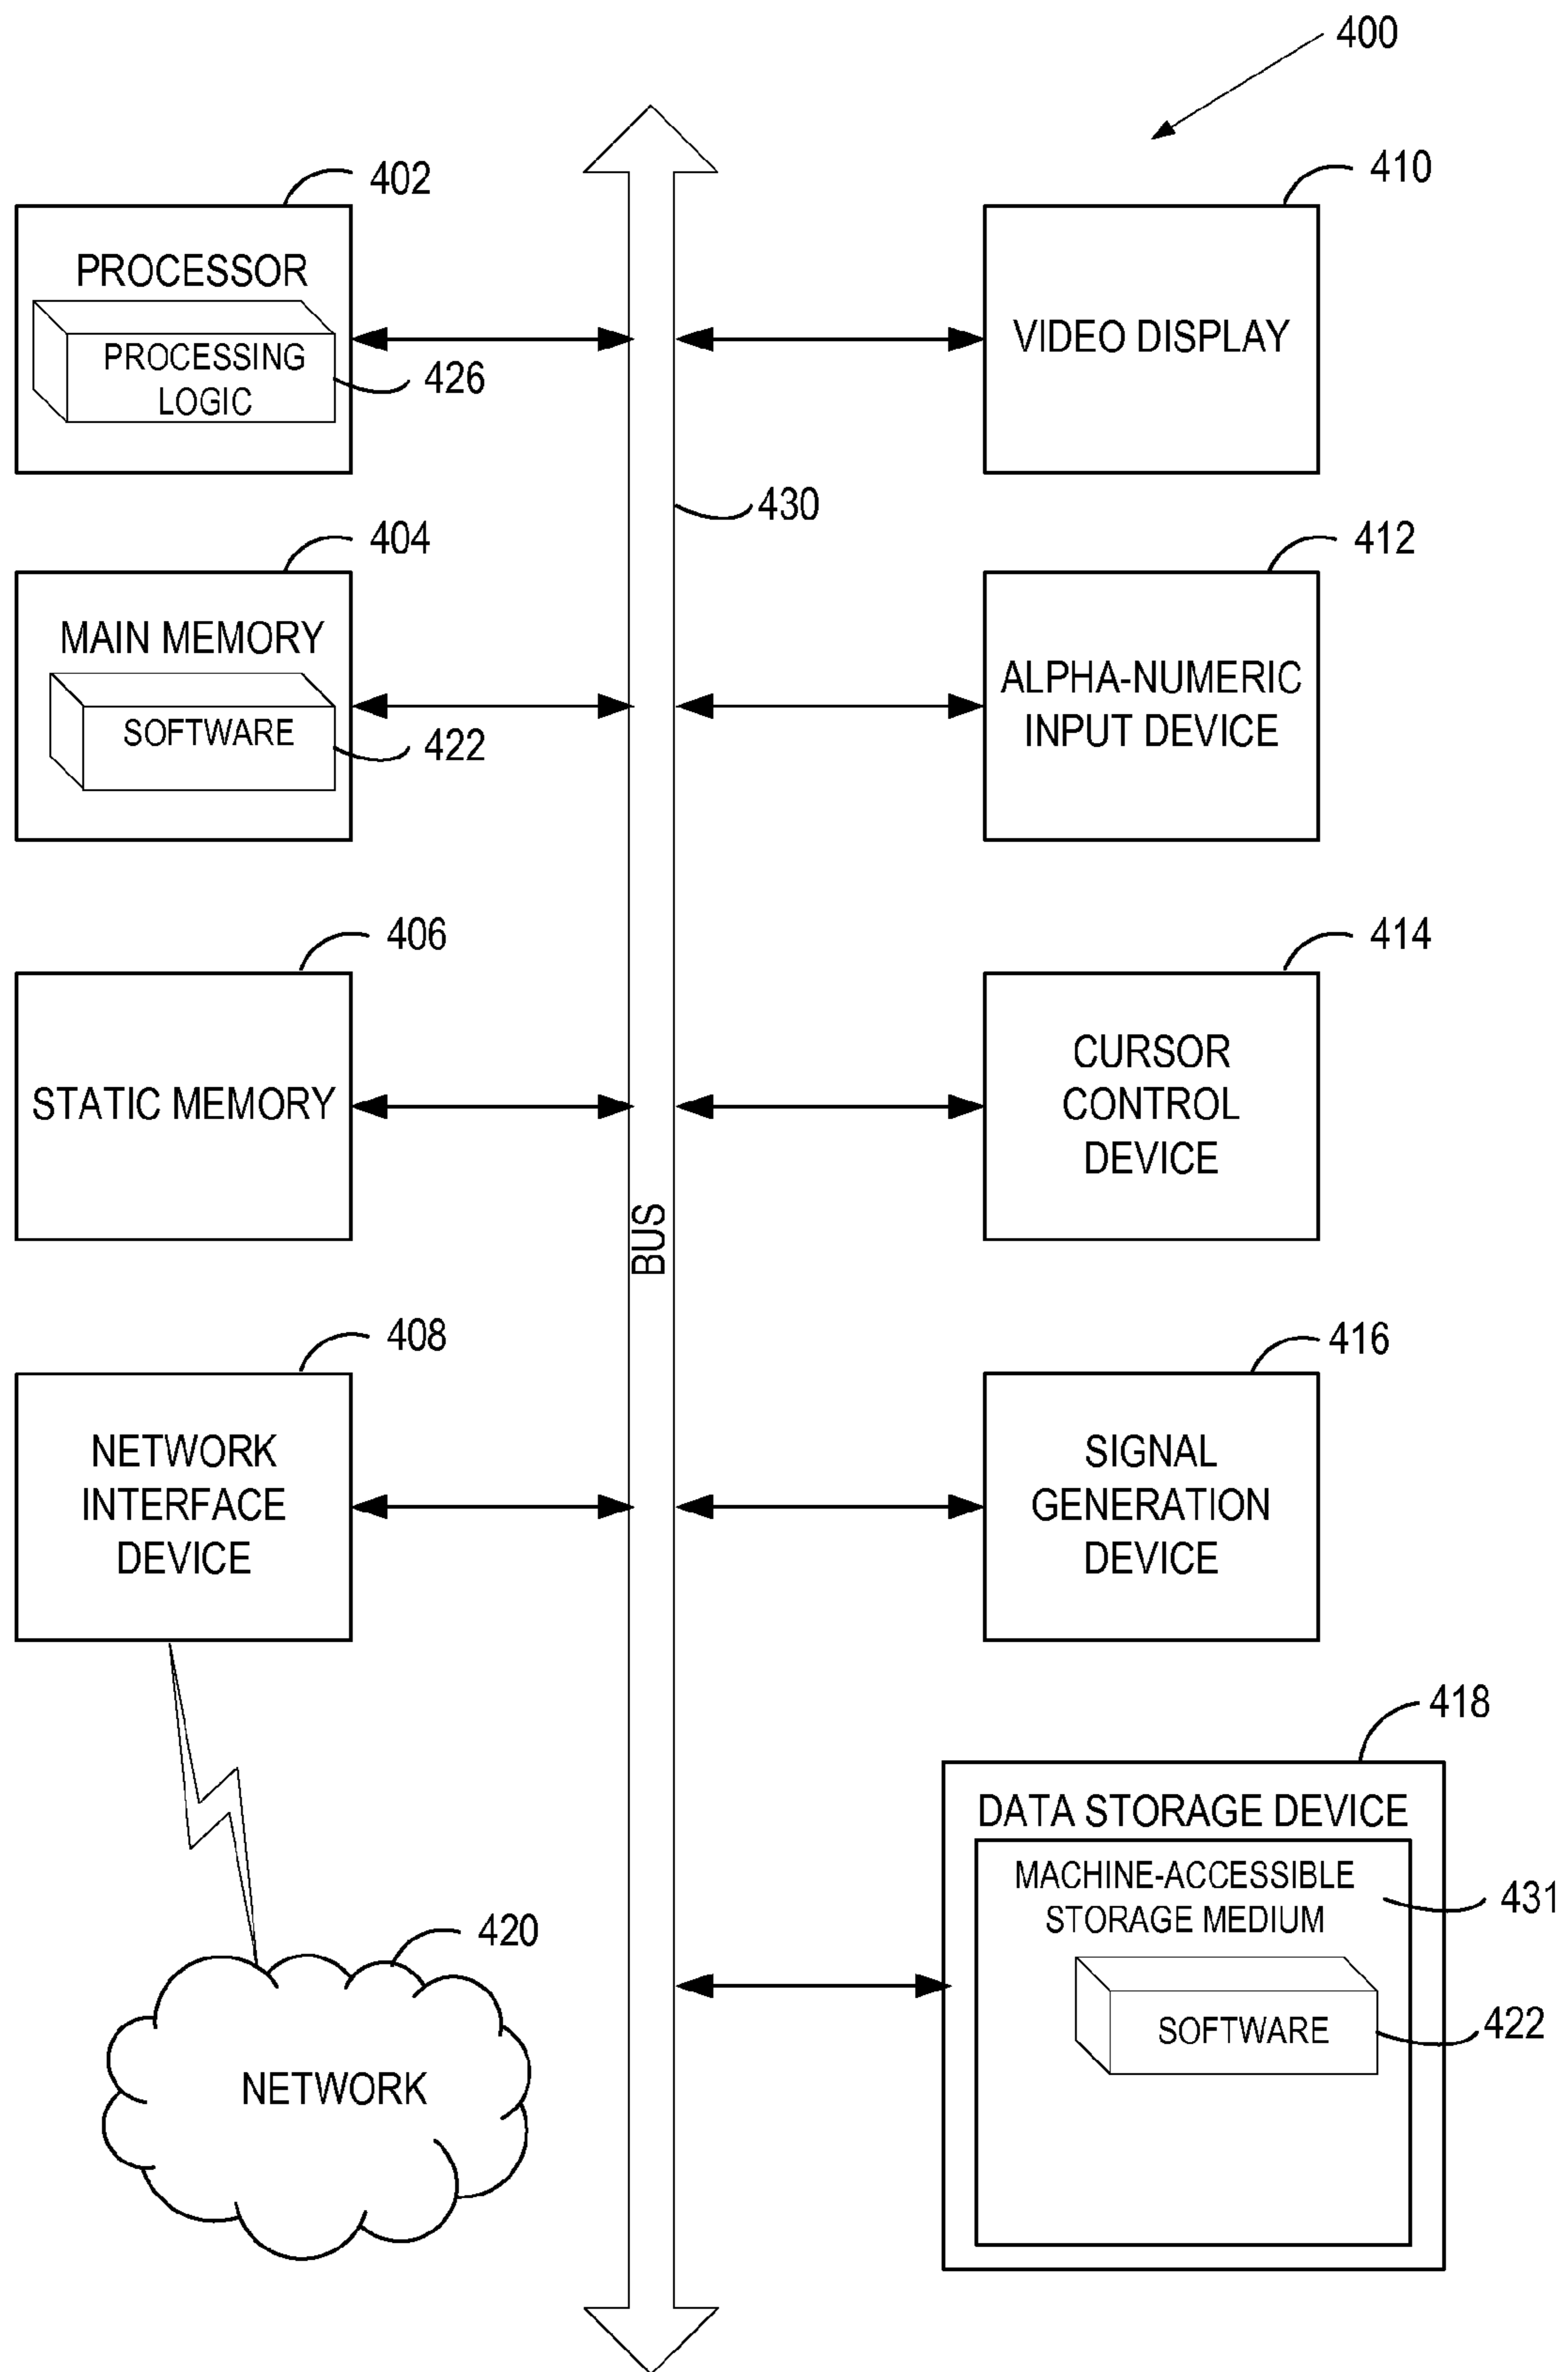 400
402
PROCESSOR
PROCESSING
LOGIC
426
410
VIDEO DISPLAY
430
404
MAIN MEMORY
SOFTWARE
422
412
ALPHA-NUMERIC
INPUT DEVICE
406
STATIC MEMORY
414
CURSOR
CONTROL
DEVICE
BUS
408
NETWORK
INTERFACE
DEVICE
416
SIGNAL
GENERATION
DEVICE
420
NETWORK
418
DATA STORAGE DEVICE
MACHINE-ACCESSIBLE
STORAGE MEDIUM
431
SOFTWARE
422